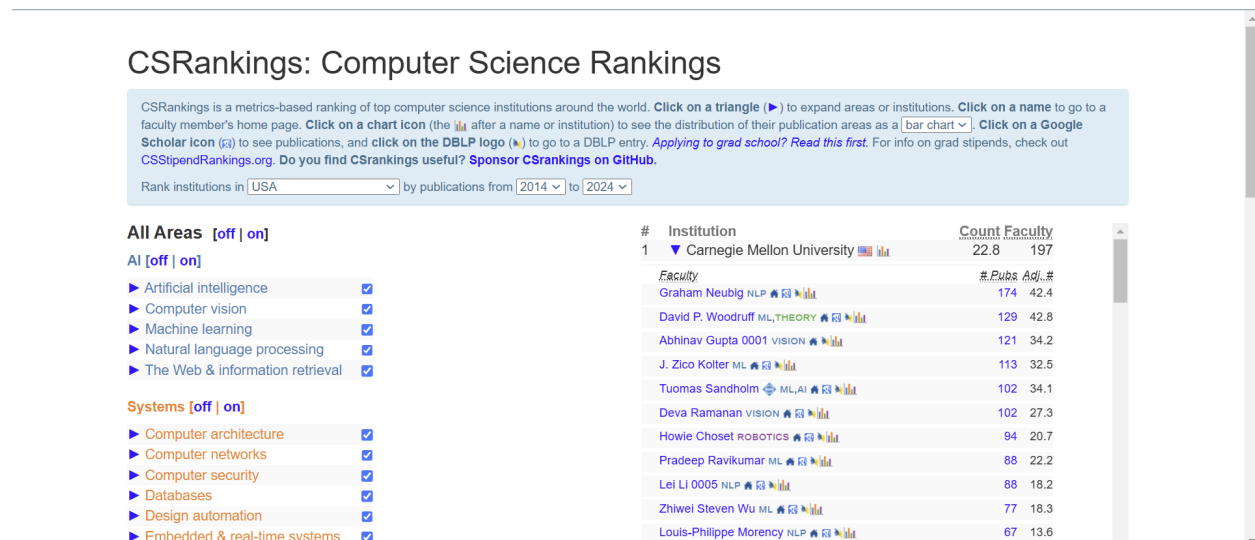 CSRankings: Computer Science Rankings
CSRankings is a metrics-based ranking of top computer science institutions around the world. Click on a triangle (▶) to expand areas or institutions. Click on a name to go to a
faculty member's home page. Click on a chart icon (the after a name or institution) to see the distribution of their publication areas as a bar chart. Click on a Google
Scholar icon () to see publications, and click on the DBLP logo () to go to a DBLP entry. Applying to grad school? Read this first. For info on grad stipends, check out
CSStipendRankings.org. Do you find CSrankings useful? Sponsor CSrankings on GitHub.
Rank institutions in USA by publications from 2014 to 2024
All Areas [off | on]
AI [off | on]
▶ Artificial intelligence
▶ Computer vision
▶ Machine learning
▶ Natural language processing
▶ The Web & information retrieval
Systems [off | on]
▶ Computer architecture
▶ Computer networks
▶ Computer security
▶ Databases
▶ Design automation
▶ Embedded & real-time systems
# Institution Count Faculty
1 ▼ Carnegie Mellon University 22.8 197
Faculty # Pubs Adj. #
Graham Neubig NLP 174 42.4
David P. Woodruff ML,THEORY 129 42.8
Abhinav Gupta 0001 VISION 121 34.2
J. Zico Kolter ML 113 32.5
Tuomas Sandholm ML,AI 102 34.1
Deva Ramanan VISION 102 27.3
Howie Choset ROBOTICS 94 20.7
Pradeep Ravikumar ML 88 22.2
Lei Li 0005 NLP 88 18.2
Zhiwei Steven Wu ML 77 18.3
Louis-Philippe Morency NLP 67 13.6